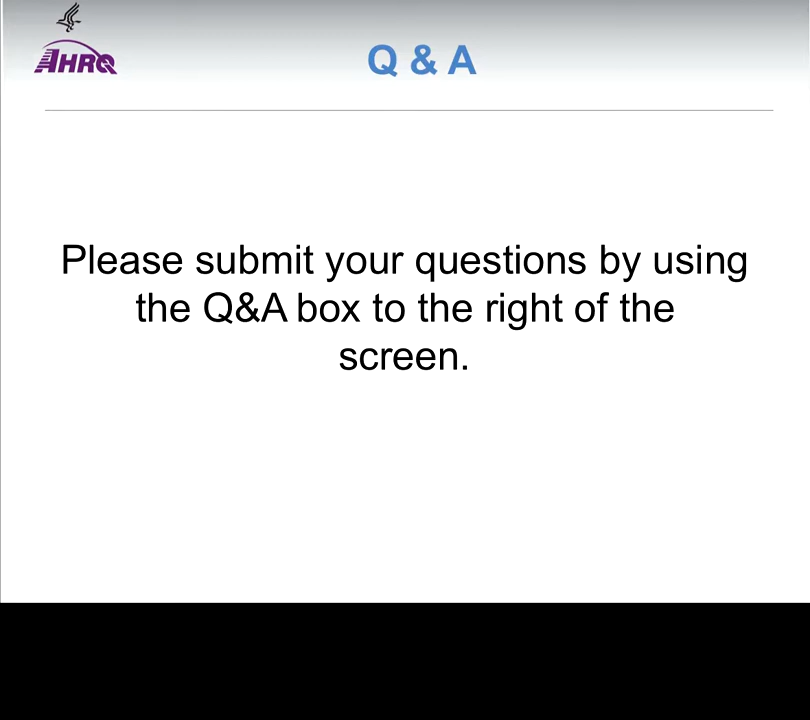 AHRQ
Q & A
Please submit your questions by using
the Q&A box to the right of the
screen.